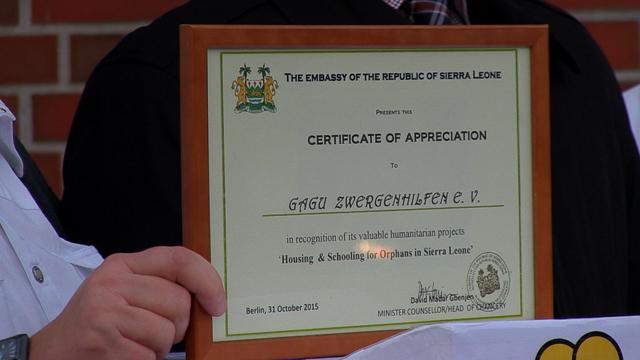 THE EMBASSY OF THE REPUBLIC OF SIERRA LEONE
PRESENTS THIS
CERTIFICATE OF APPRECIATION
TO
GAGU ZWERGENHILFEN E. V.
in recognition of its valuable humanitarian projects
'Housing & Schooling for Orphans in Sierra Leone'
Berlin, 31 October 2015
David Madar Gbenjen
MINISTER COUNSELLOR/HEAD OF CHANCERY